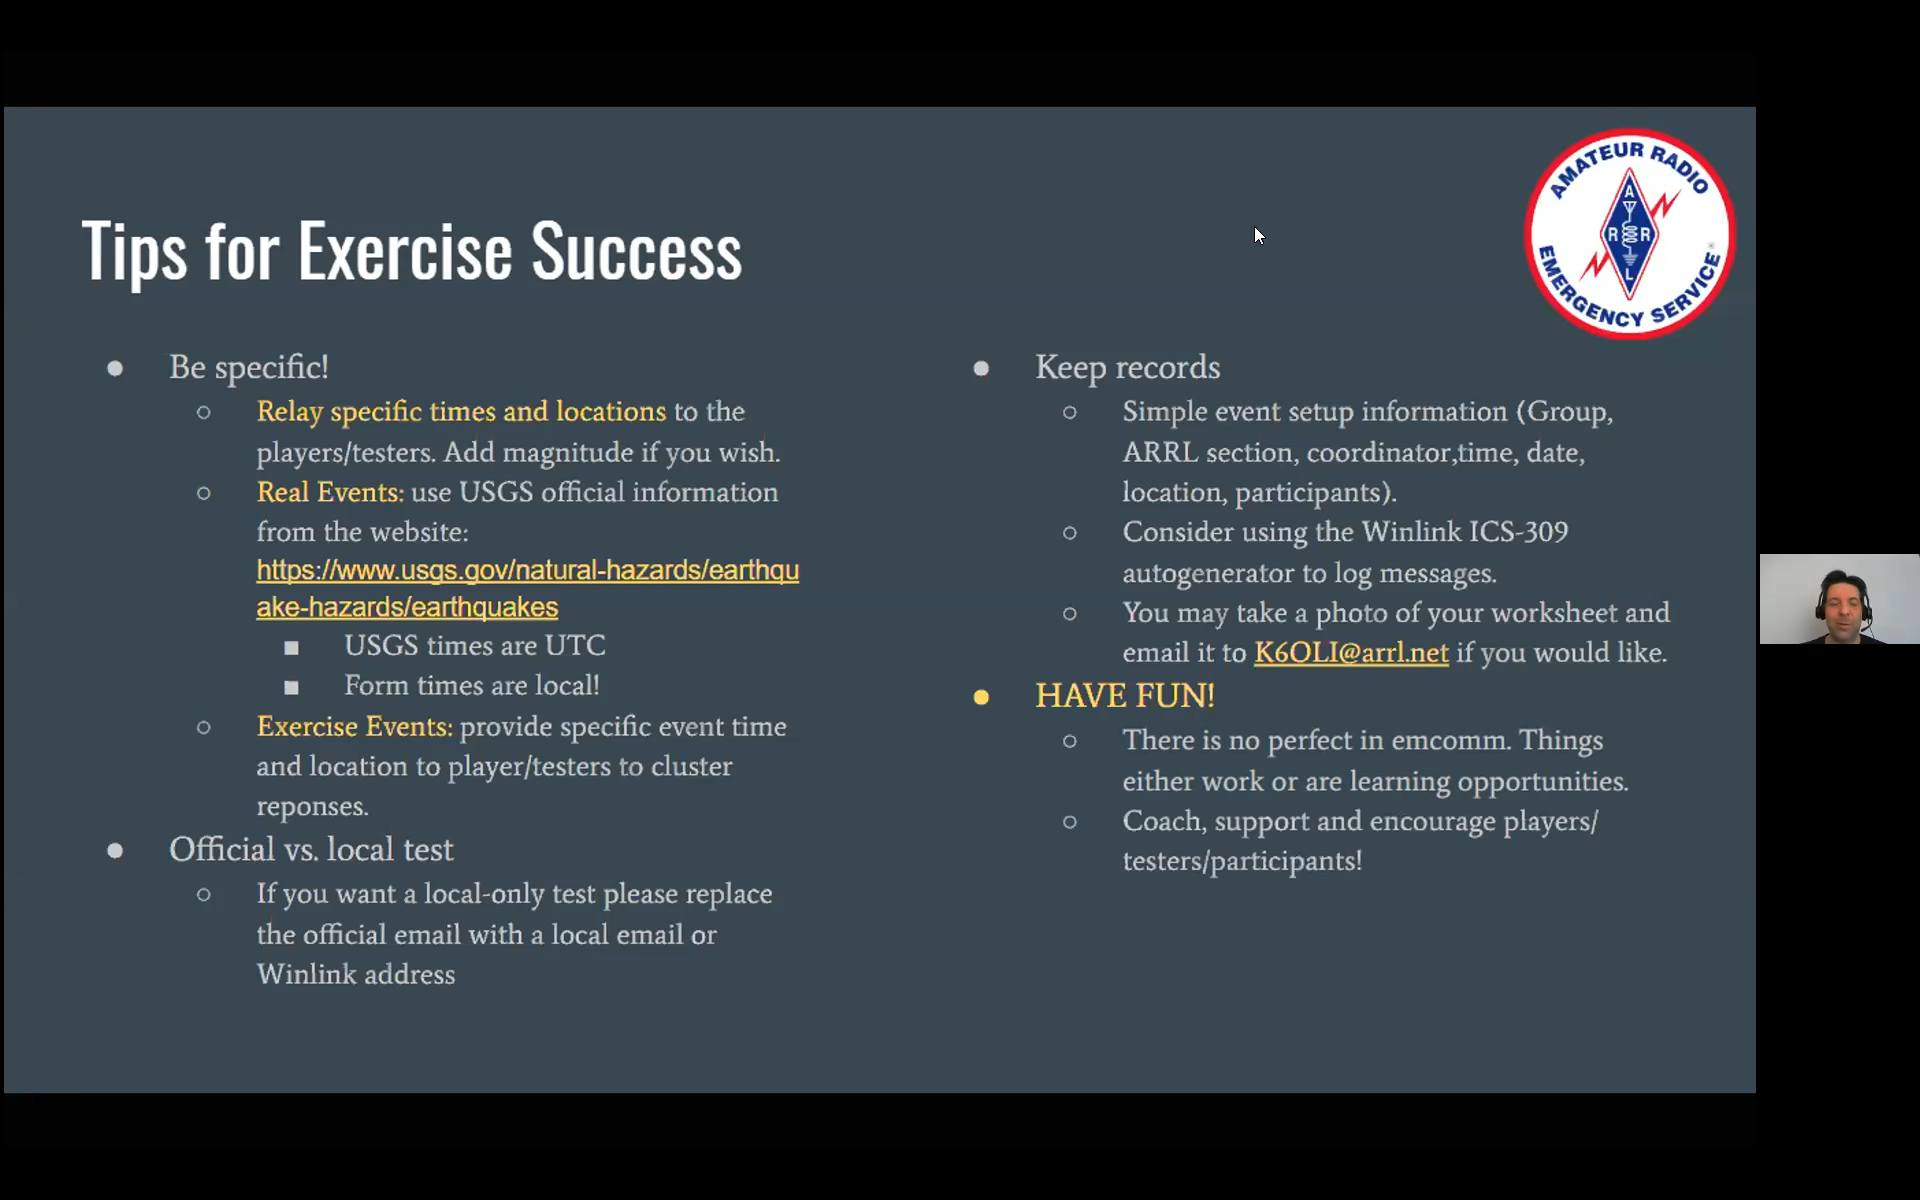 Tips for Exercise Success
AMATEUR RADIO
EMERGENCY SERVICE
A
R R
L
● Be specific!
○ Relay specific times and locations to the
players/testers. Add magnitude if you wish.
○ Real Events: use USGS official information
from the website:
https://www.usgs.gov/natural-hazards/earthqu
ake-hazards/earthquakes
■ USGS times are UTC
■ Form times are local!
○ Exercise Events: provide specific event time
and location to player/testers to cluster
reponses.
● Official vs. local test
○ If you want a local-only test please replace
the official email with a local email or
Winlink address
● Keep records
○ Simple event setup information (Group,
ARRL section, coordinator,time, date,
location, participants).
○ Consider using the Winlink ICS-309
autogenerator to log messages.
○ You may take a photo of your worksheet and
email it to K6OLI@arrl.net if you would like.
● HAVE FUN!
○ There is no perfect in emcomm. Things
either work or are learning opportunities.
○ Coach, support and encourage players/
testers/participants!